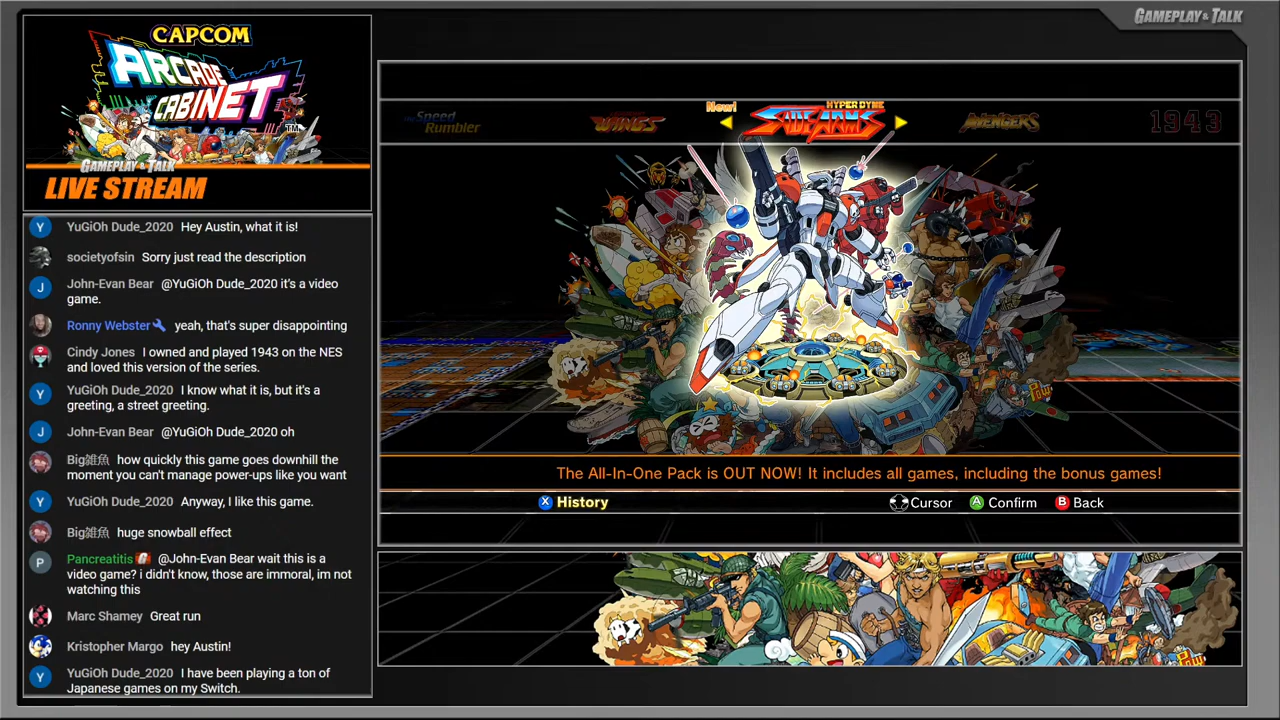 GAMEPLAY & TALK
CAPCOM
ARCADE
CABINET
TM
GAMEPLAY & TALK
LIVE STREAM
Y YuGiOh Dude_2020 Hey Austin, what it is!
societyofsin Sorry just read the description
J John-Evan Bear @YuGiOh Dude_2020 it's a video
game.
Ronny Webster yeah, that's super disappointing
Cindy Jones I owned and played 1943 on the NES
and loved this version of the series.
Y YuGiOh Dude_2020 I know what it is, but it's a
greeting, a street greeting.
J John-Evan Bear @YuGiOh Dude_2020 oh
Big雑魚 how quickly this game goes downhill the
moment you can't manage power-ups like you want
Y YuGiOh Dude_2020 Anyway, I like this game.
Big雑魚 huge snowball effect
P Pancreatitis @John-Evan Bear wait this is a
video game? i didn't know, those are immoral, im not
watching this
Marc Shamey Great run
Kristopher Margo hey Austin!
Y YuGiOh Dude_2020 I have been playing a ton of
Japanese games on my Switch.
Speed
Rumbler
WINGS
New!
HYPER DYNE
SIDE ARMS
AVENGERS
1943
POW
The All-In-One Pack is OUT NOW! It includes all games, including the bonus games!
X History
Cursor A Confirm B Back
POW